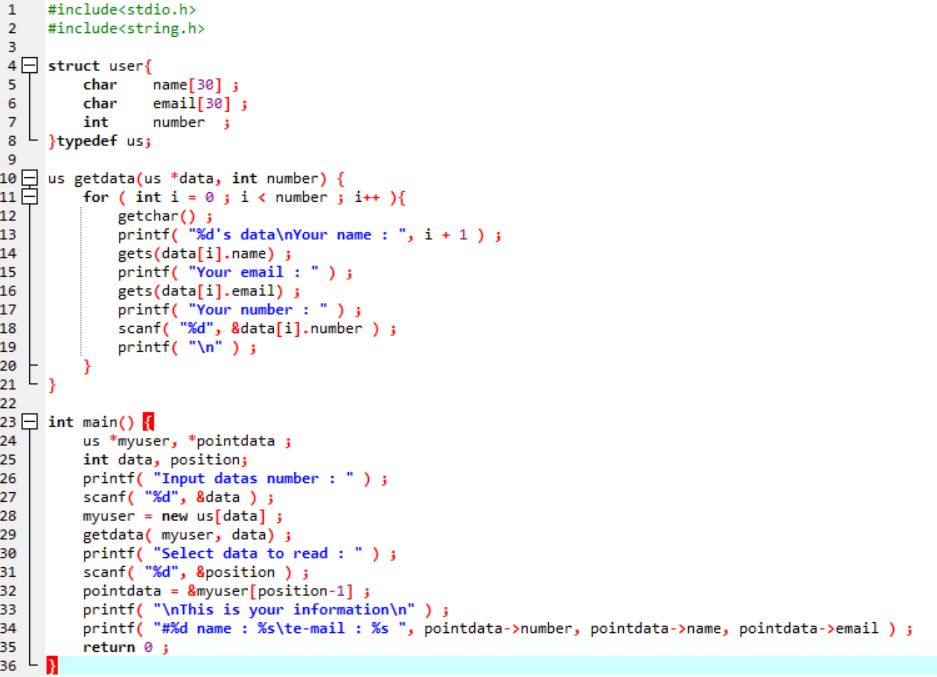 1 #include<stdio.h>
2 #include<string.h>
3
4 struct user{
5 char name[30] ;
6 char email[30] ;
7 int number ;
8 }typedef us;
9
10 us getdata(us *data, int number) {
11 for ( int i = 0 ; i < number ; i++ ){
12 getchar() ;
13 printf( "%d's data\nYour name : ", i + 1 ) ;
14 gets(data[i].name) ;
15 printf( "Your email : " ) ;
16 gets(data[i].email) ;
17 printf( "Your number : " ) ;
18 scanf( "%d", &data[i].number ) ;
19 printf( "\n" ) ;
20 }
21 }
22
23 int main() {
24 us *myuser, *pointdata ;
25 int data, position;
26 printf( "Input datas number : " ) ;
27 scanf( "%d", &data ) ;
28 myuser = new us[data] ;
29 getdata( myuser, data) ;
30 printf( "Select data to read : " ) ;
31 scanf( "%d", &position ) ;
32 pointdata = &myuser[position-1] ;
33 printf( "\nThis is your information\n" ) ;
34 printf( "#%d name : %s\te-mail : %s ", pointdata->number, pointdata->name, pointdata->email ) ;
35 return 0 ;
36 }